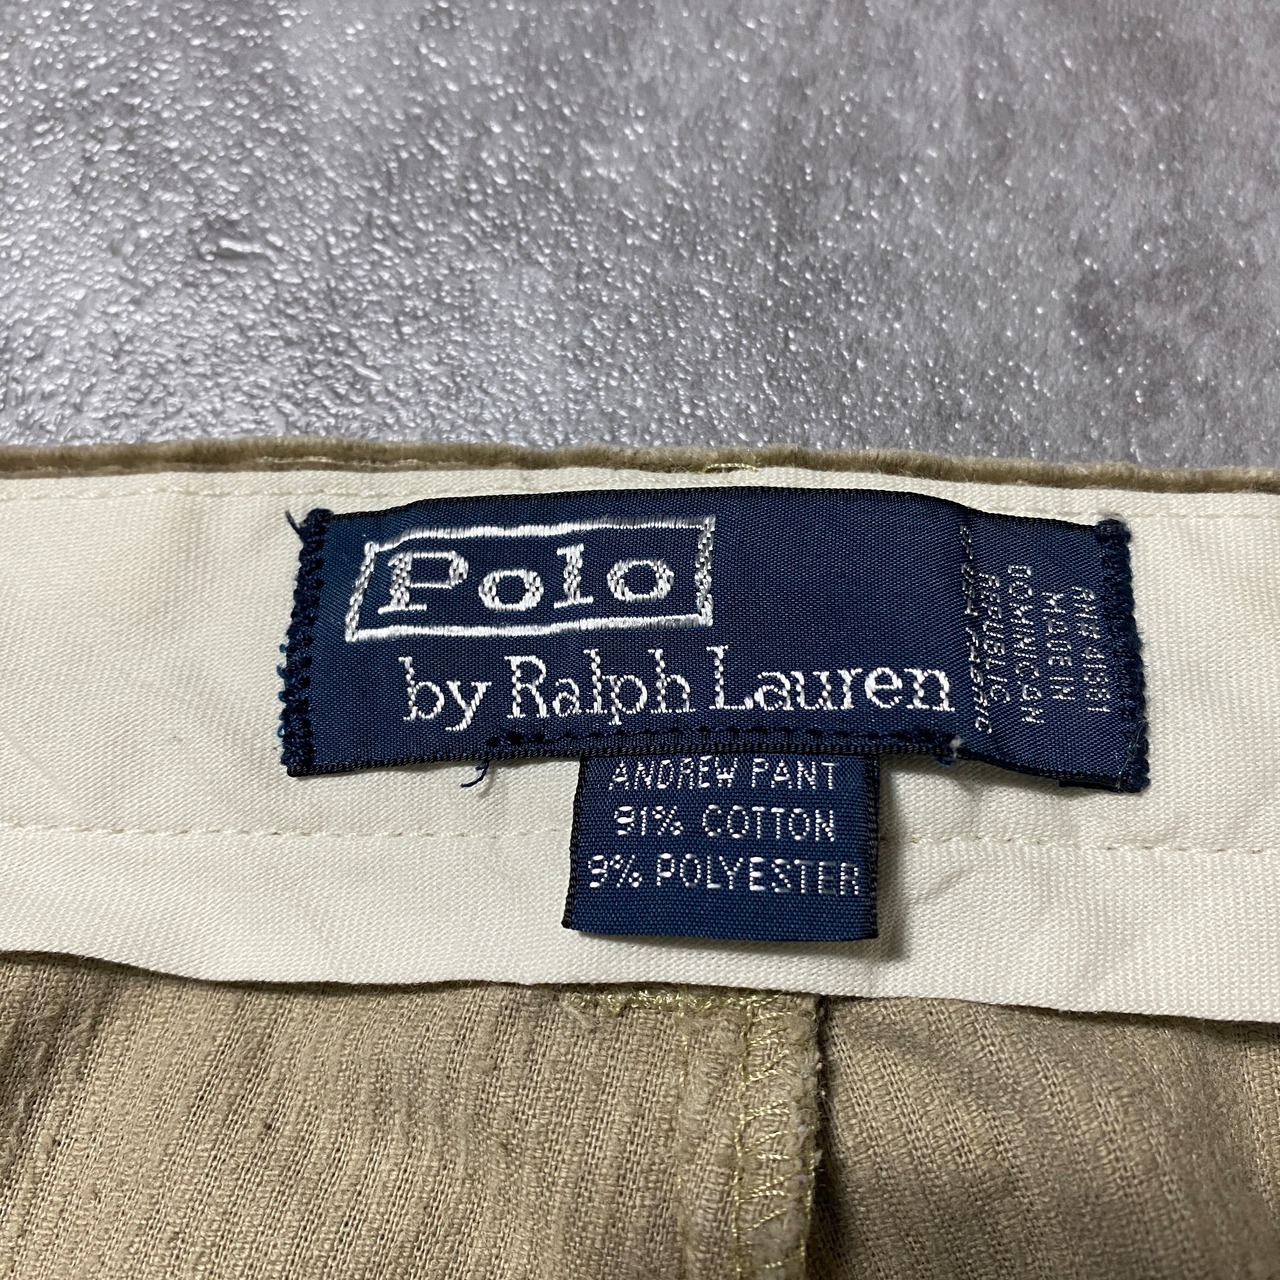 Polo
by Ralph Lauren
RN# 41381
MADE IN
DOMINICAN
REPUBLIC
ANDREW PANT
91% COTTON
9% POLYESTER